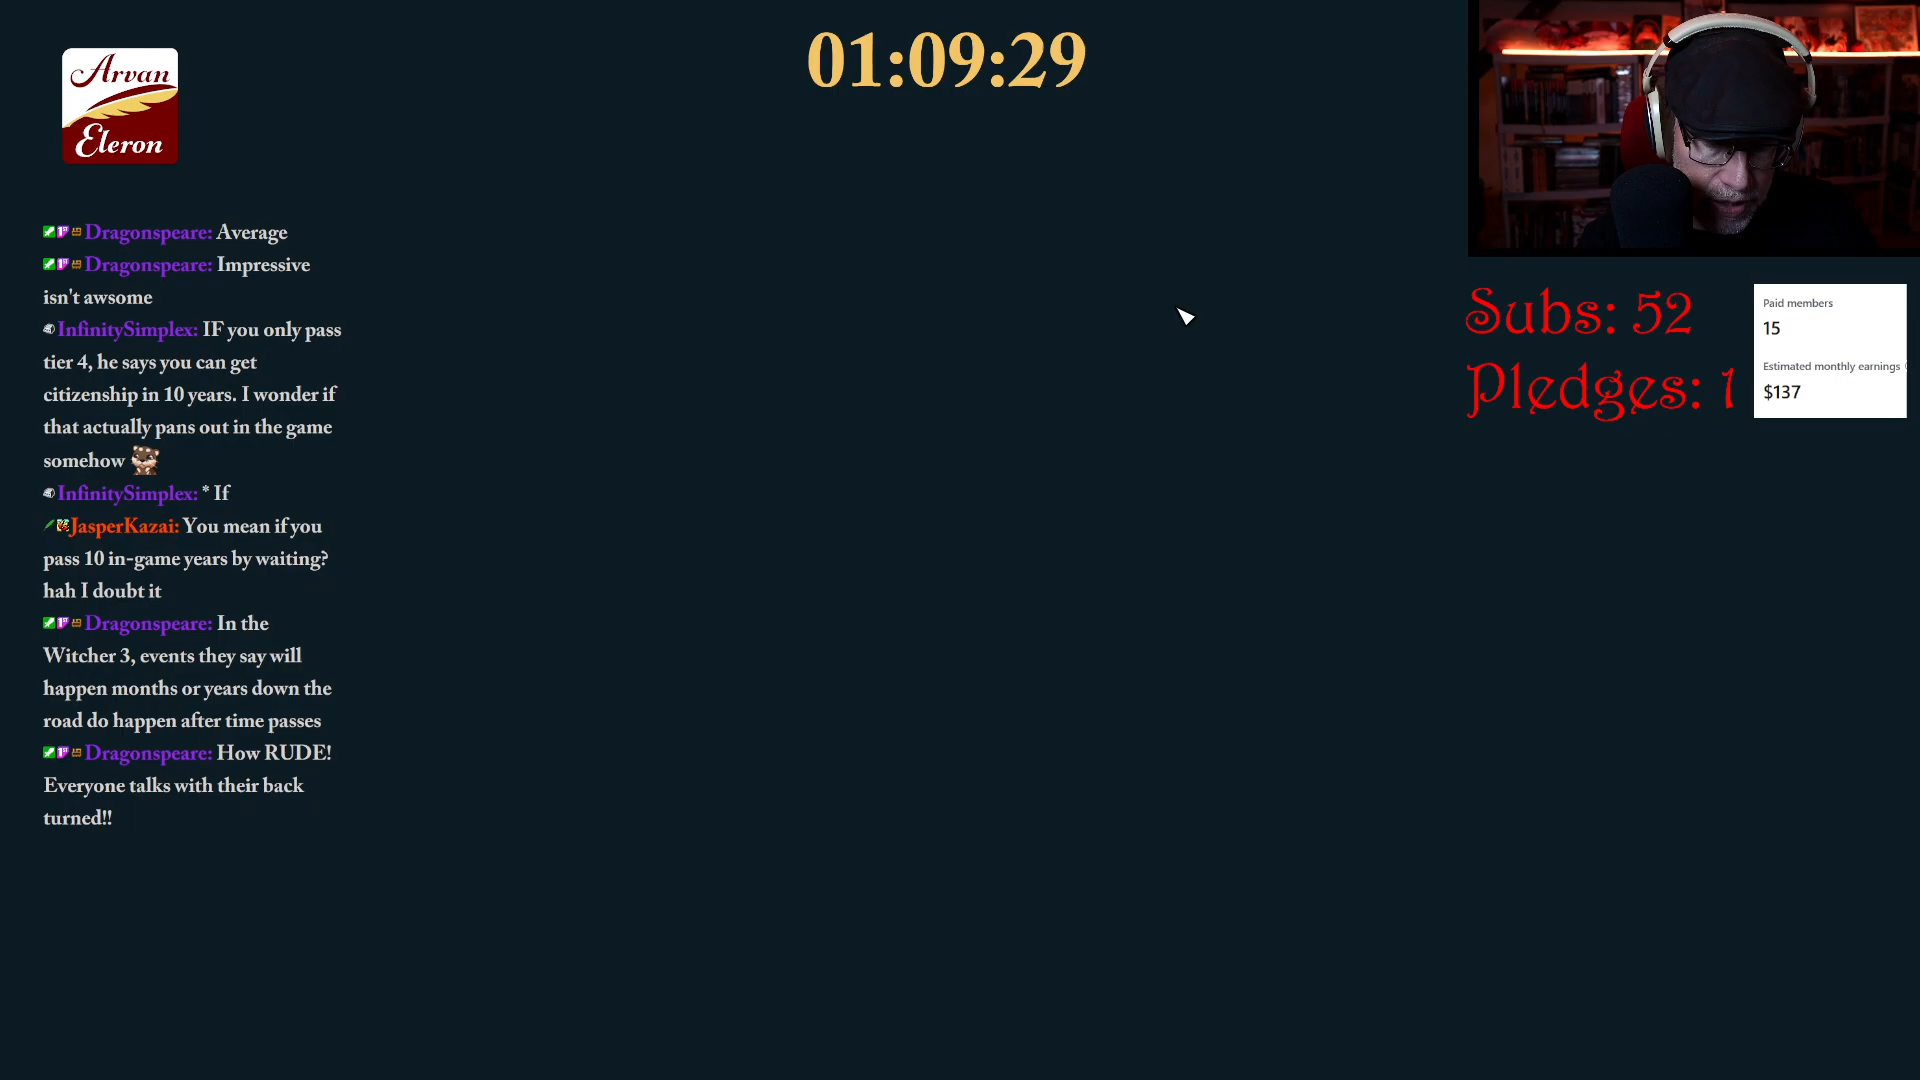 01:09:29
Arvan
Eleron
Dragonspeare: Average
Dragonspeare: Impressive
isn't awsome
InfinitySimplex: IF you only pass
tier 4, he says you can get
citizenship in 10 years. I wonder if
that actually pans out in the game
somehow
InfinitySimplex: * If
JasperKazai: You mean if you
pass 10 in-game years by waiting?
hah I doubt it
Dragonspeare: In the
Witcher 3, events they say will
happen months or years down the
road do happen after time passes
Dragonspeare: How RUDE!
Everyone talks with their back
turned!!
Subs: 52
Pledges: 1
Paid members
15
Estimated monthly earnings
$137